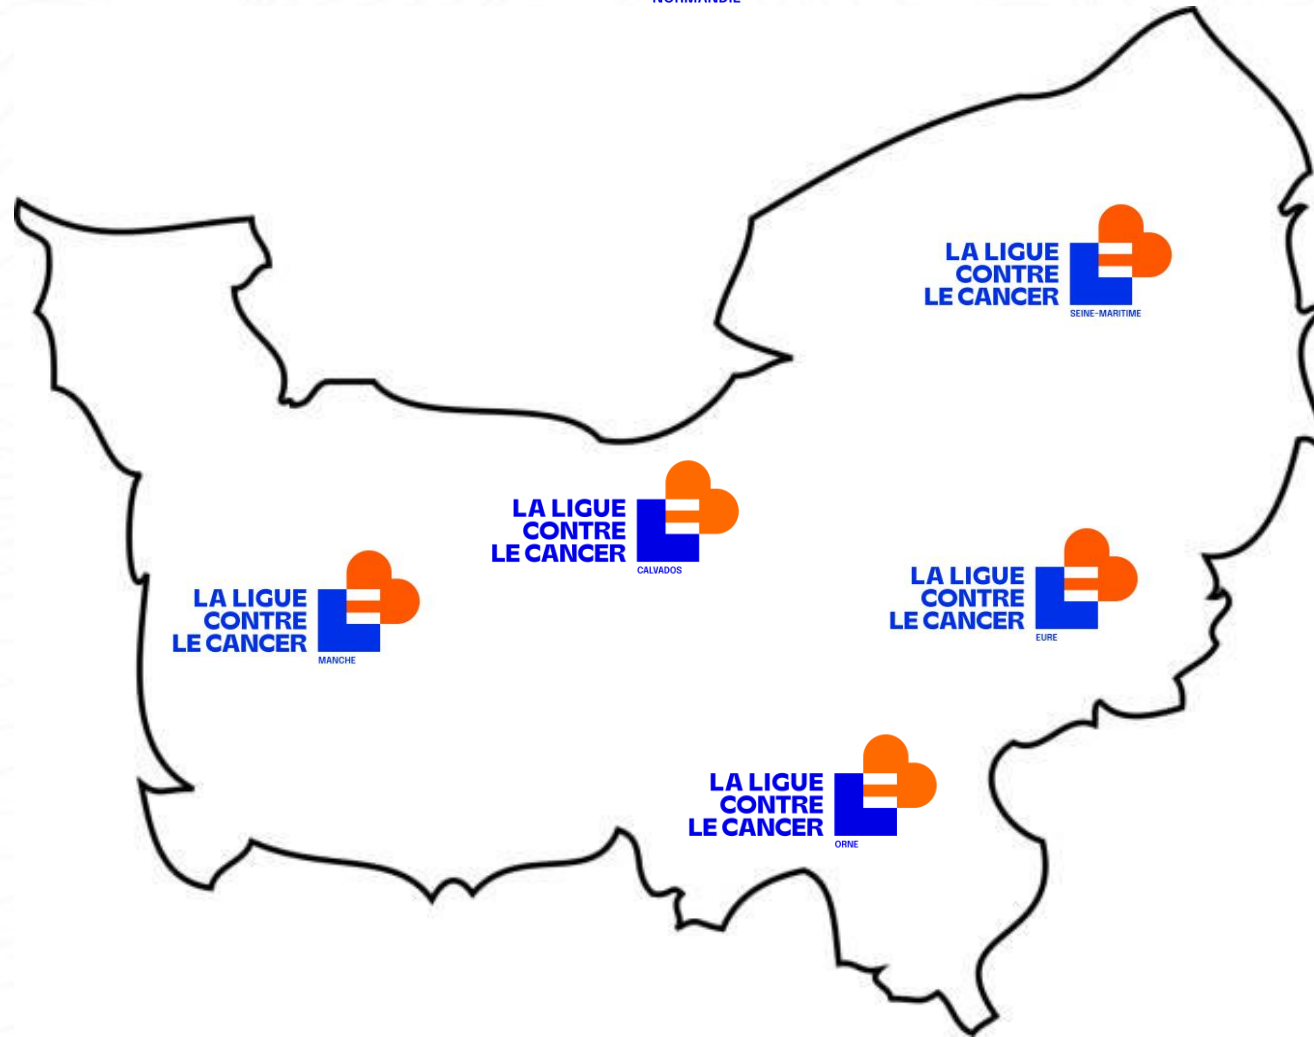 NORMANDIE
LA LIGUE
CONTRE
LE CANCER
SEINE-MARITIME
LA LIGUE
CONTRE
LE CANCER
CALVADOS
LA LIGUE
CONTRE
LE CANCER
EURE
LA LIGUE
CONTRE
LE CANCER
MANCHE
LA LIGUE
CONTRE
LE CANCER
ORNE